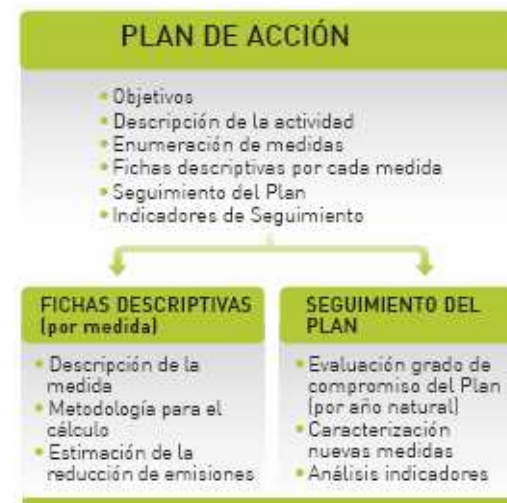 PLAN DE ACCIÓN
• Objetivos
• Descripción de la actividad
• Enumeración de medidas
• Fichas descriptivas por cada medida
• Seguimiento del Plan
• Indicadores de Seguimiento
FICHAS DESCRIPTIVAS
(por medida)
• Descripción de la
medida
• Metodología para el
cálculo
• Estimación de la
reducción de emisiones
SEGUIMIENTO DEL
PLAN
• Evaluación grado de
compromiso del Plan
(por año natural)
• Caracterización
nuevas medidas
• Análisis indicadores